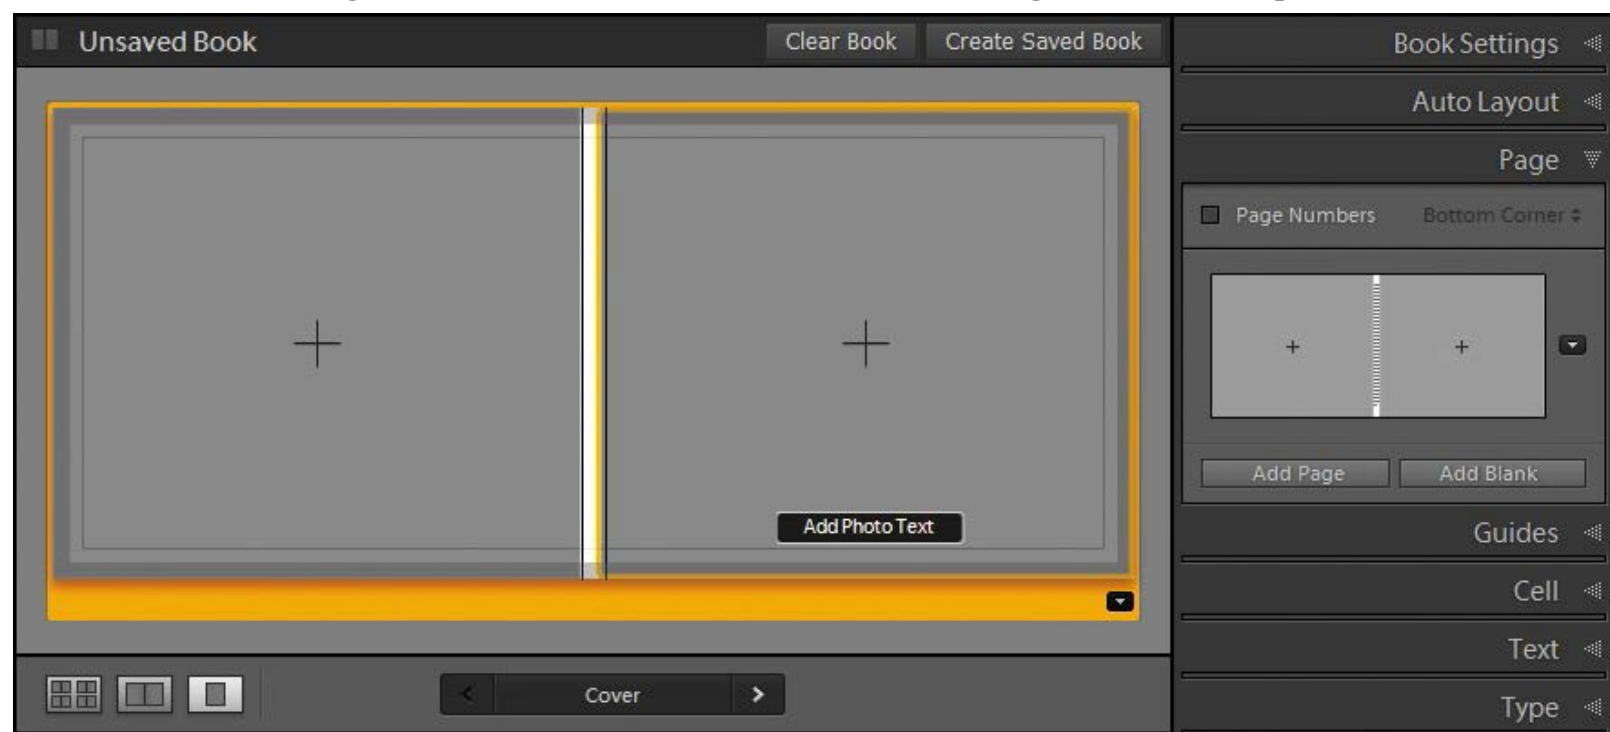 Unsaved Book
Clear Book
Create Saved Book
Add Photo Text
Cover
Book Settings
Auto Layout
Page
Page Numbers
Bottom Corner
Add Page
Add Blank
Guides
Cell
Text
Type